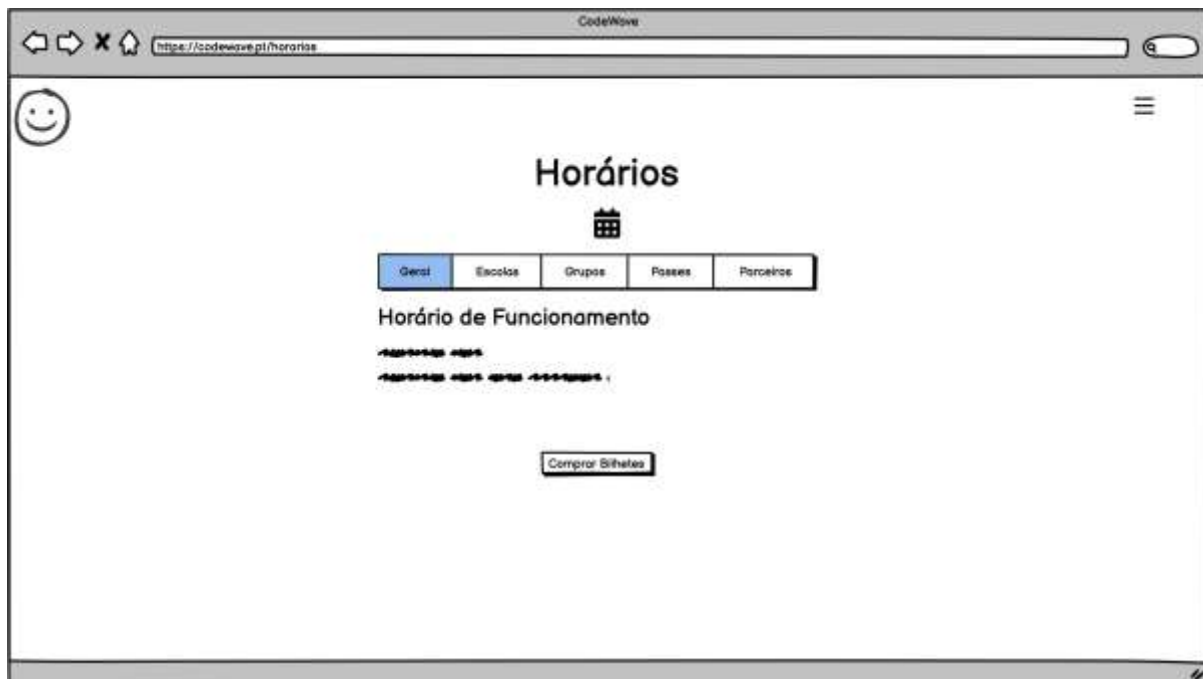 CodeWave
https://codewave.pt/horarios
Horários
Geral Escolas Grupos Passes Parceiros
Horário de Funcionamento
Comprar Bilhetes